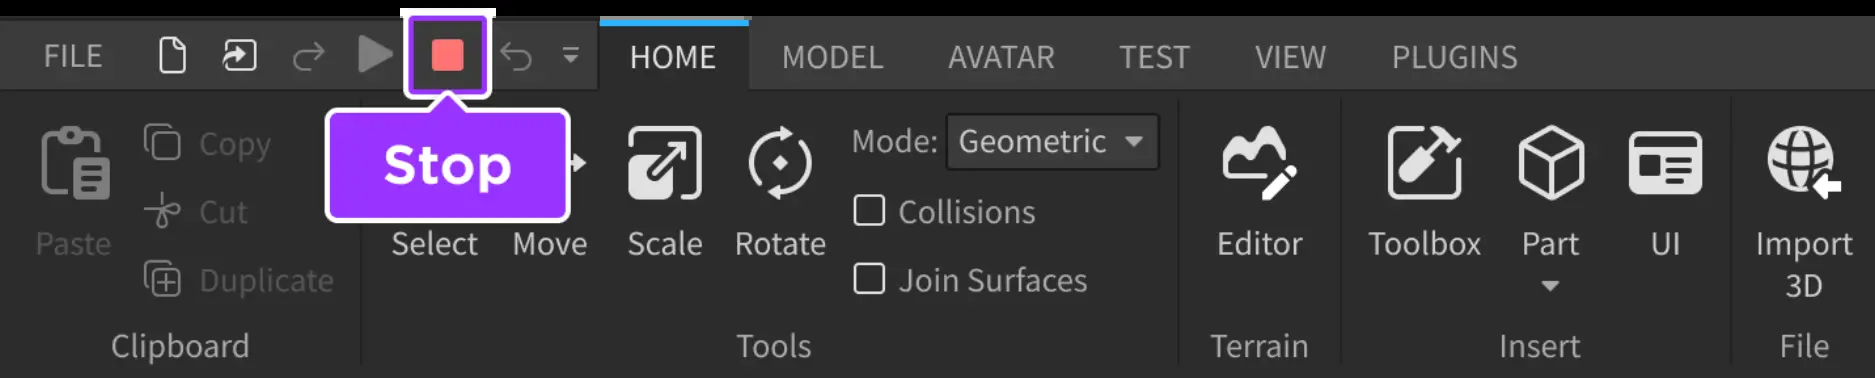 FILE
HOME
MODEL
AVATAR
TEST
VIEW
PLUGINS
Stop
Paste
Copy
Cut
Duplicate
Clipboard
Select
Move
Scale
Rotate
Mode: Geometric
Collisions
Join Surfaces
Tools
Editor
Terrain
Toolbox
Part
UI
Insert
Import
3D
File